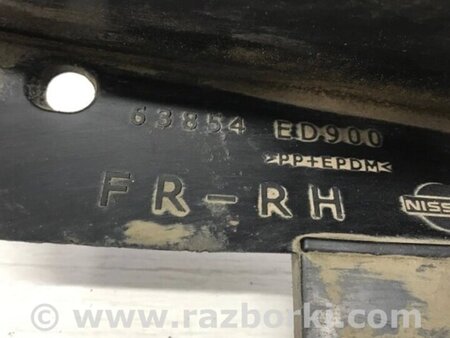 63854 ED900
>PP+EPDM<
FR-RH
NISS
www.razborki.com